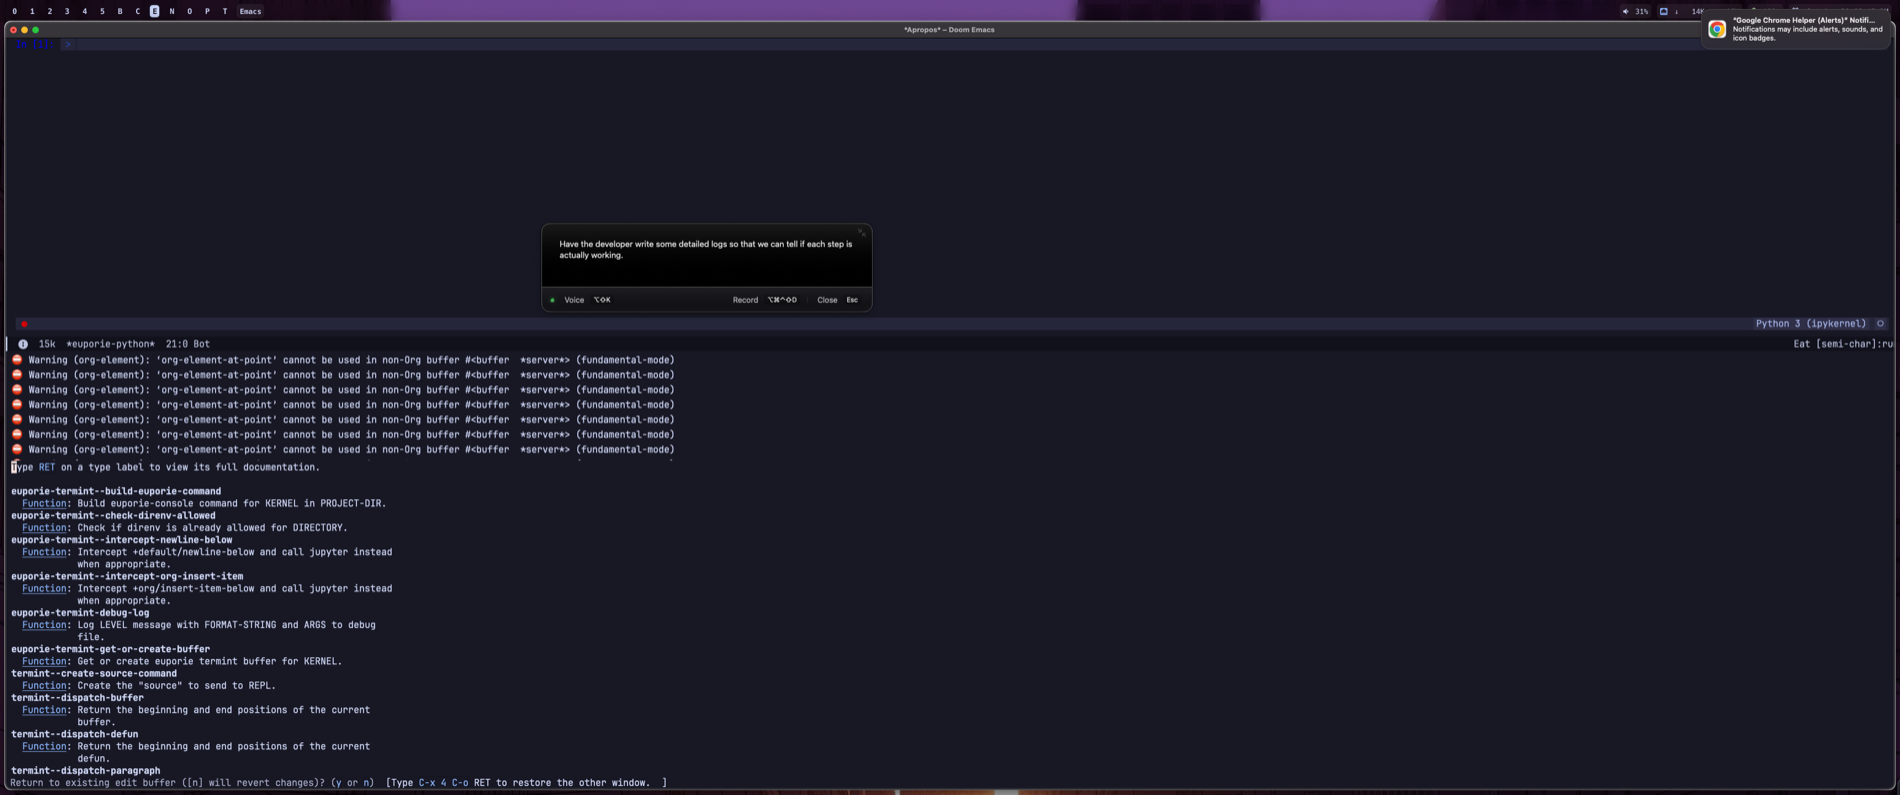 0 1 2 3 4 5 B C E N O P T Emacs
31% ↓ 14K
*Apropos* – Doom Emacs
"Google Chrome Helper (Alerts)" Notifi...
Notifications may include alerts, sounds, and
icon badges.
In [1]: >
Have the developer write some detailed logs so that we can tell if each step is
actually working.
Voice ⌥⇧K Record ⌥⌘^⇧D Close Esc
Python 3 (ipykernel)
15k *euporie-python* 21:0 Bot Eat [semi-char]:ru
Warning (org-element): ‘org-element-at-point’ cannot be used in non-Org buffer #<buffer *server*> (fundamental-mode)
Warning (org-element): ‘org-element-at-point’ cannot be used in non-Org buffer #<buffer *server*> (fundamental-mode)
Warning (org-element): ‘org-element-at-point’ cannot be used in non-Org buffer #<buffer *server*> (fundamental-mode)
Warning (org-element): ‘org-element-at-point’ cannot be used in non-Org buffer #<buffer *server*> (fundamental-mode)
Warning (org-element): ‘org-element-at-point’ cannot be used in non-Org buffer #<buffer *server*> (fundamental-mode)
Warning (org-element): ‘org-element-at-point’ cannot be used in non-Org buffer #<buffer *server*> (fundamental-mode)
Warning (org-element): ‘org-element-at-point’ cannot be used in non-Org buffer #<buffer *server*> (fundamental-mode)
Type RET on a type label to view its full documentation.
euporie-termint--build-euporie-command
Function: Build euporie-console command for KERNEL in PROJECT-DIR.
euporie-termint--check-direnv-allowed
Function: Check if direnv is already allowed for DIRECTORY.
euporie-termint--intercept-newline-below
Function: Intercept +default/newline-below and call jupyter instead
when appropriate.
euporie-termint--intercept-org-insert-item
Function: Intercept +org/insert-item-below and call jupyter instead
when appropriate.
euporie-termint-debug-log
Function: Log LEVEL message with FORMAT-STRING and ARGS to debug
file.
euporie-termint-get-or-create-buffer
Function: Get or create euporie termint buffer for KERNEL.
termint--create-source-command
Function: Create the "source" to send to REPL.
termint--dispatch-buffer
Function: Return the beginning and end positions of the current
buffer.
termint--dispatch-defun
Function: Return the beginning and end positions of the current
defun.
termint--dispatch-paragraph
Return to existing edit buffer ([n] will revert changes)? (y or n) [Type C-x 4 C-o RET to restore the other window. ]